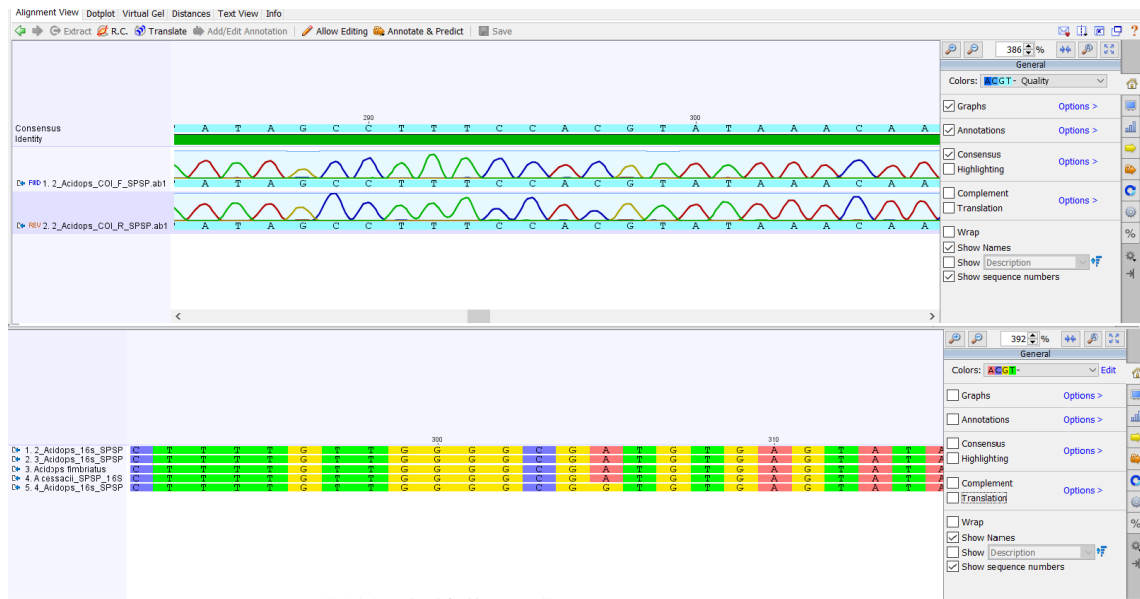 Alignment View Dotplot Virtual Gel Distances Text View Info
Extract R.C. Translate Add/Edit Annotation Allow Editing Annotate & Predict Save ?
386 %
General
Colors: ACGT- Quality
Graphs Options >
290 300
Consensus A T A G C C T T T C C A C G T A T A A A C A A
Identity
Annotations Options >
Consensus
Highlighting
Options >
FWD 1. 2_Acidops_COI_F_SPSP.ab1 A T A G C C T T T C C A C G T A T A A A C A A
Complement
Translation
Options >
REV 2. 2_Acidops_COI_R_SPSP.ab1 A T A G C C T T T C C A C G T A T A A A C A A
Wrap
Show Names
Show Description
Show sequence numbers
%
392 %
General
Colors: ACGT- Edit
Graphs Options >
Annotations Options >
300 310
1. 2_Acidops_16s_SPSP C T T T T G T T G G G G C G A T G T G A G T A T A
2. 3_Acidops_16s_SPSP C T T T T G T T G G G G C G A T G T G A G T A T A
3. Acidops fimbriatus C T T T T G T T G G G G C G A T G T G A G T A T A
4. A cessacii_SPSP_16S C T T T T G T T G G G G C G A T G T G A G T A T A
5. 4_Acidops_16s_SPSP C T T T T G T T G G G G C G G T G T G A G T A T A
Consensus
Highlighting
Options >
Complement
Translation
Options >
Wrap
Show Names
Show Description
Show sequence numbers
%